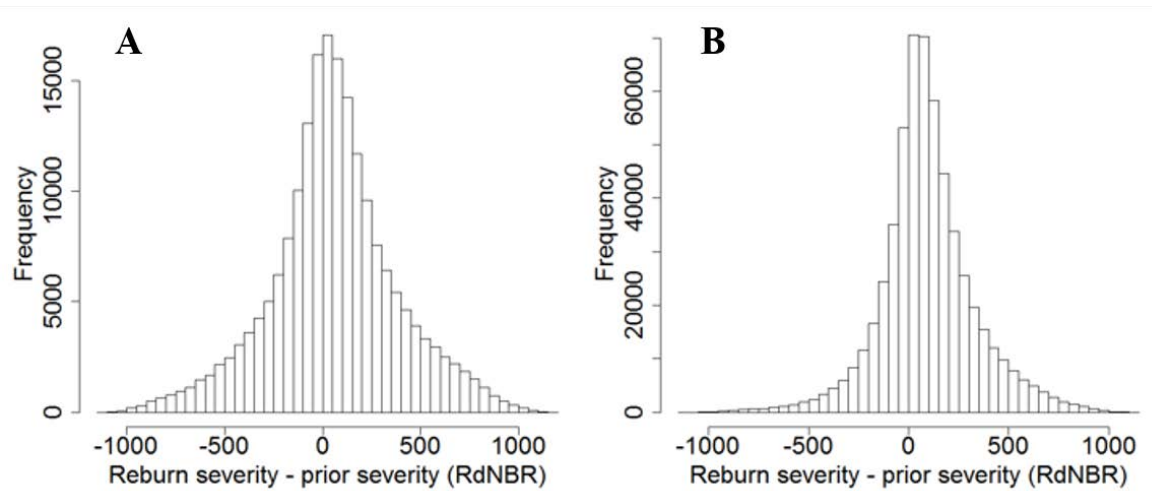 A
Frequency
15000
10000
5000
0
-1000 -500 0 500 1000
Reburn severity - prior severity (RdNBR)
B
Frequency
60000
40000
20000
0
-1000 -500 0 500 1000
Reburn severity - prior severity (RdNBR)